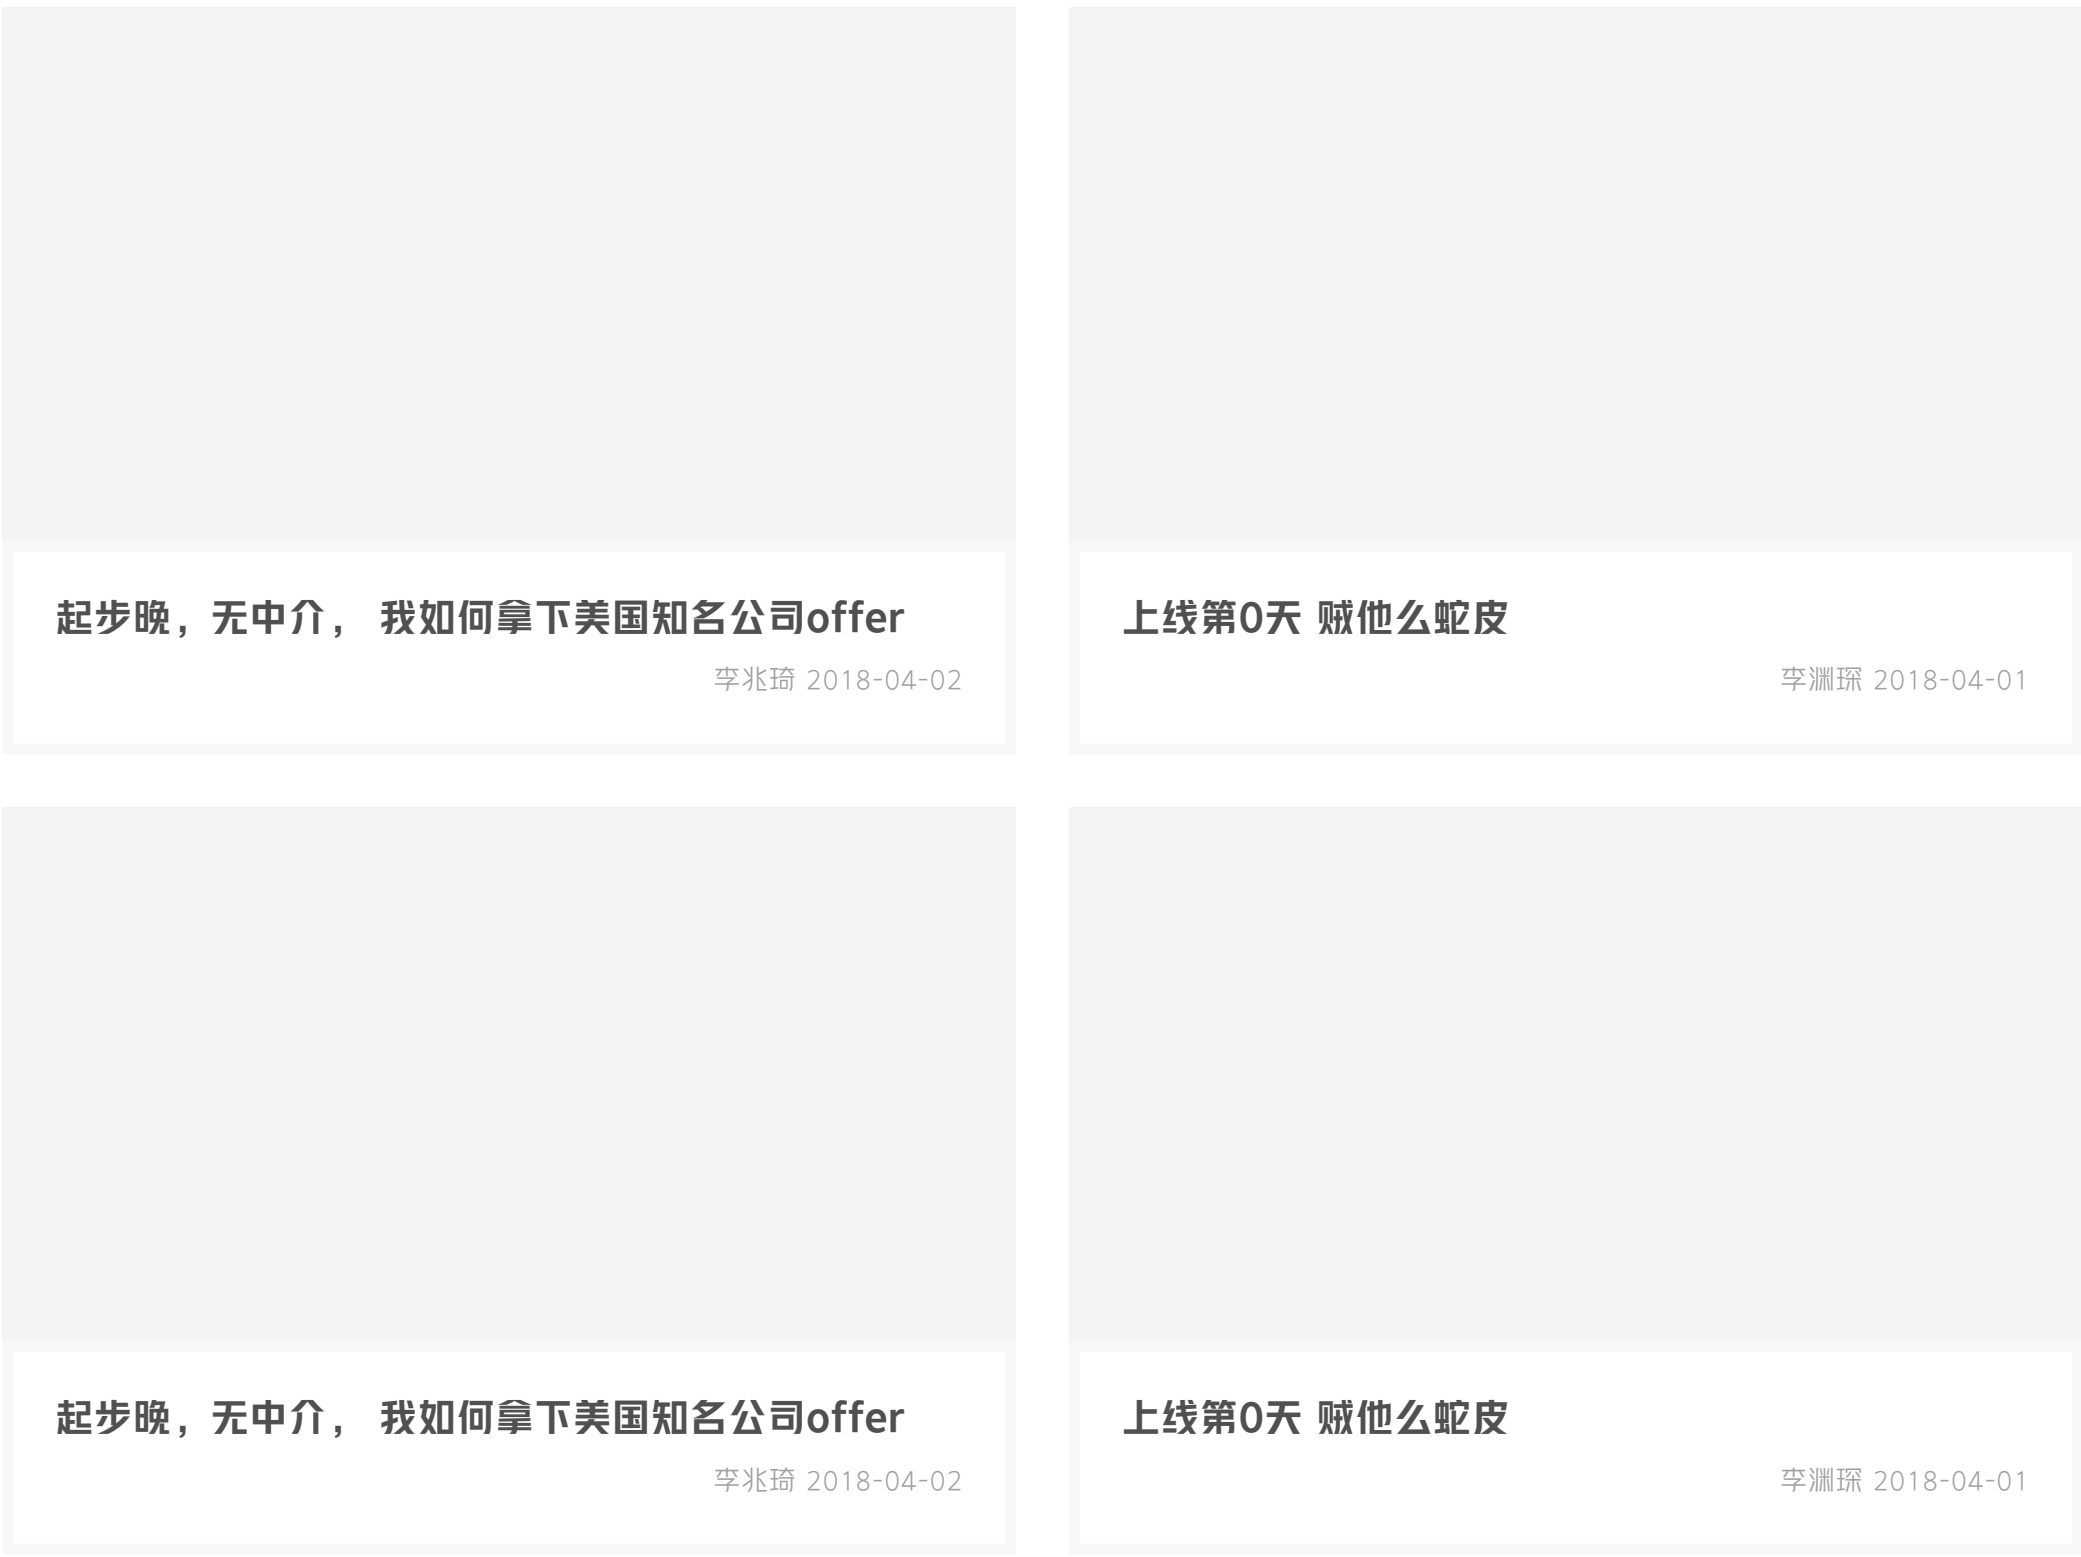 起步晚，无中介， 我如何拿下美国知名公司offer
李兆琦 2018-04-02
上线第0天 贼他么蛇皮
李渊琛 2018-04-01
起步晚，无中介， 我如何拿下美国知名公司offer
李兆琦 2018-04-02
上线第0天 贼他么蛇皮
李渊琛 2018-04-01